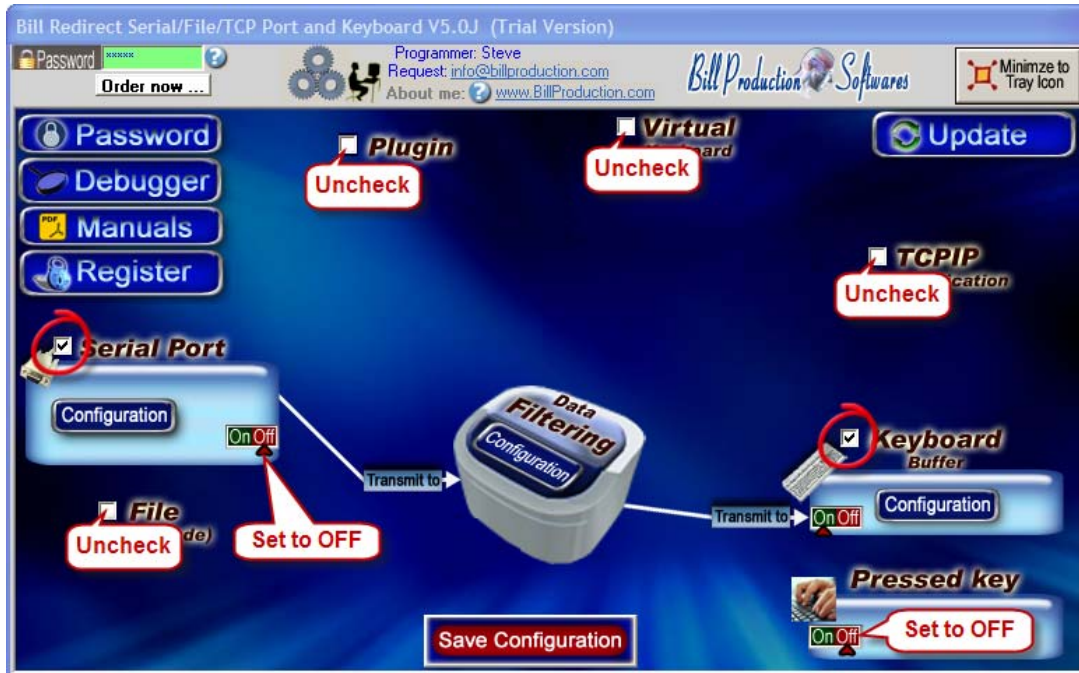 Bill Redirect Serial/File/TCP Port and Keyboard V5.0J (Trial Version)
Password ***** ?
Order now ...
Programmer: Steve
Request: info@billproduction.com
About me: ? www.BillProduction.com
Bill Production Softwares
Minimze to
Tray Icon
Password
Debugger
PDF Manuals
Register
Plugin
Uncheck
Virtual
Uncheck
Update
TCPIP
Uncheck
Serial Port
Configuration
On Off
Set to OFF
File
Uncheck
Transmit to
Data
Filtering
Configuration
Transmit to
Keyboard
Buffer
Configuration
On Off
Pressed key
On Off
Set to OFF
Save Configuration